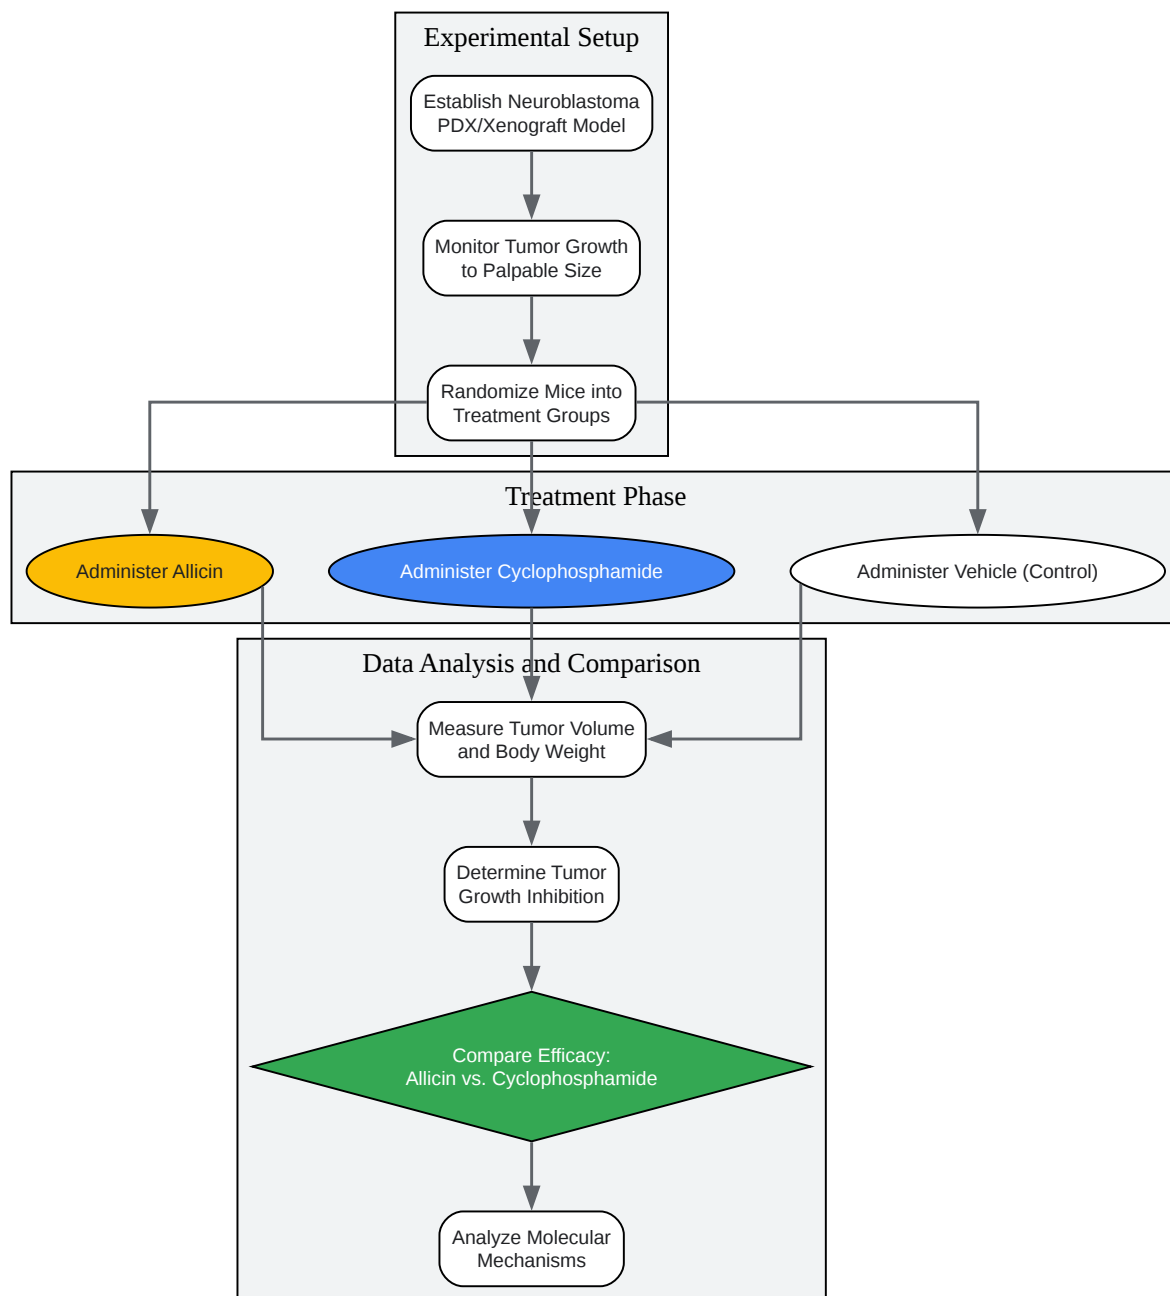 Experimental Setup
Establish Neuroblastoma
PDX/Xenograft Model
Monitor Tumor Growth
to Palpable Size
Randomize Mice into
Treatment Groups
Treatment Phase
Administer Allicin
Administer Cyclophosphamide
Administer Vehicle (Control)
Data Analysis and Comparison
Measure Tumor Volume
and Body Weight
Determine Tumor
Growth Inhibition
Compare Efficacy:
Allicin vs. Cyclophosphamide
Analyze Molecular
Mechanisms